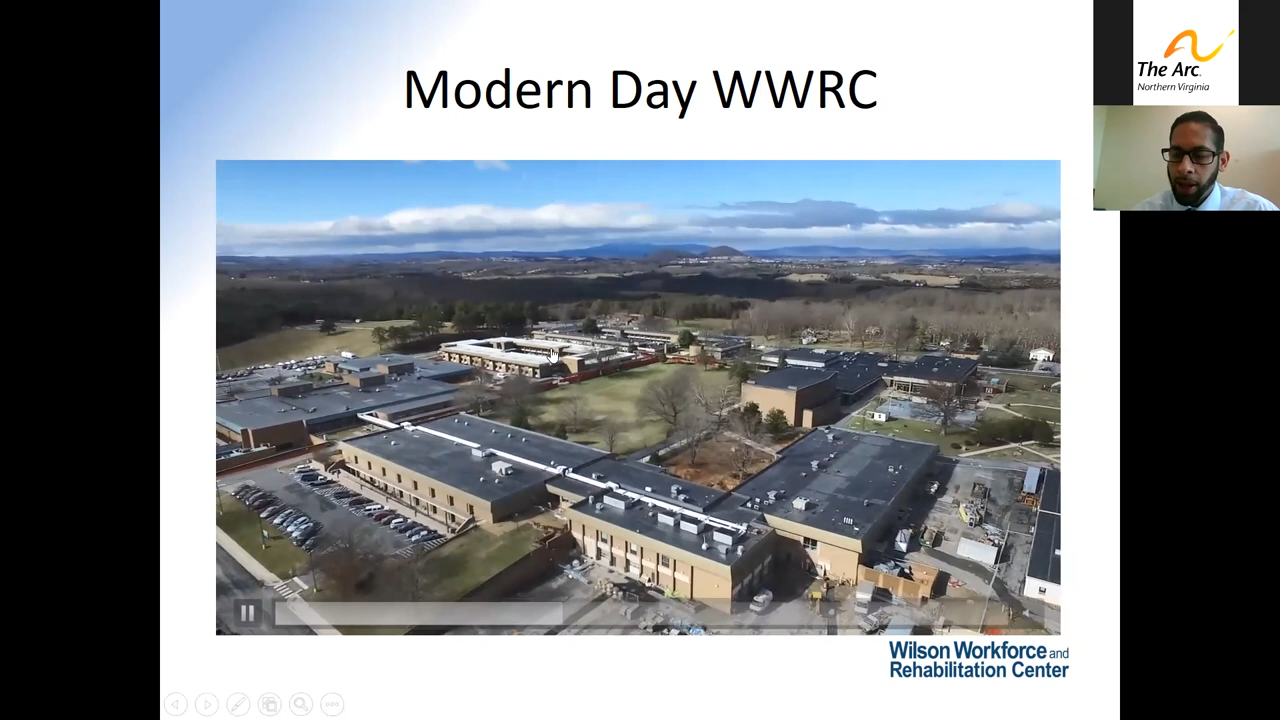 Modern Day WWRC
The Arc
Northern Virginia
Wilson Workforce and
Rehabilitation Center